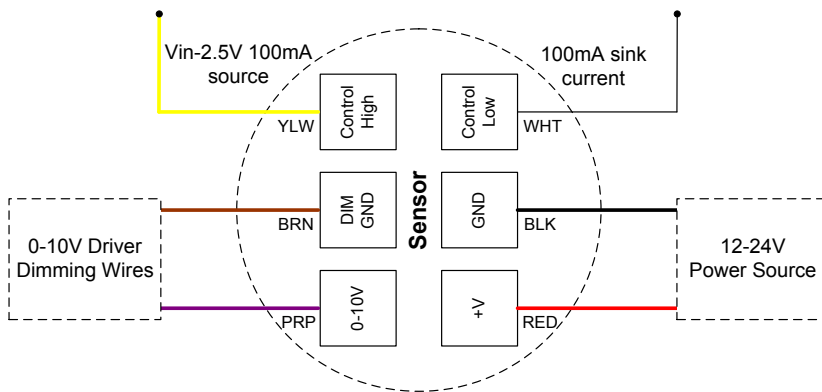 Vin-2.5V 100mA
source
100mA sink
current
Control
High
Control
Low
YLW
WHT
DIM
GND
GND
BRN
BLK
Sensor
0-10V Driver
Dimming Wires
12-24V
Power Source
0-10V
+V
PRP
RED